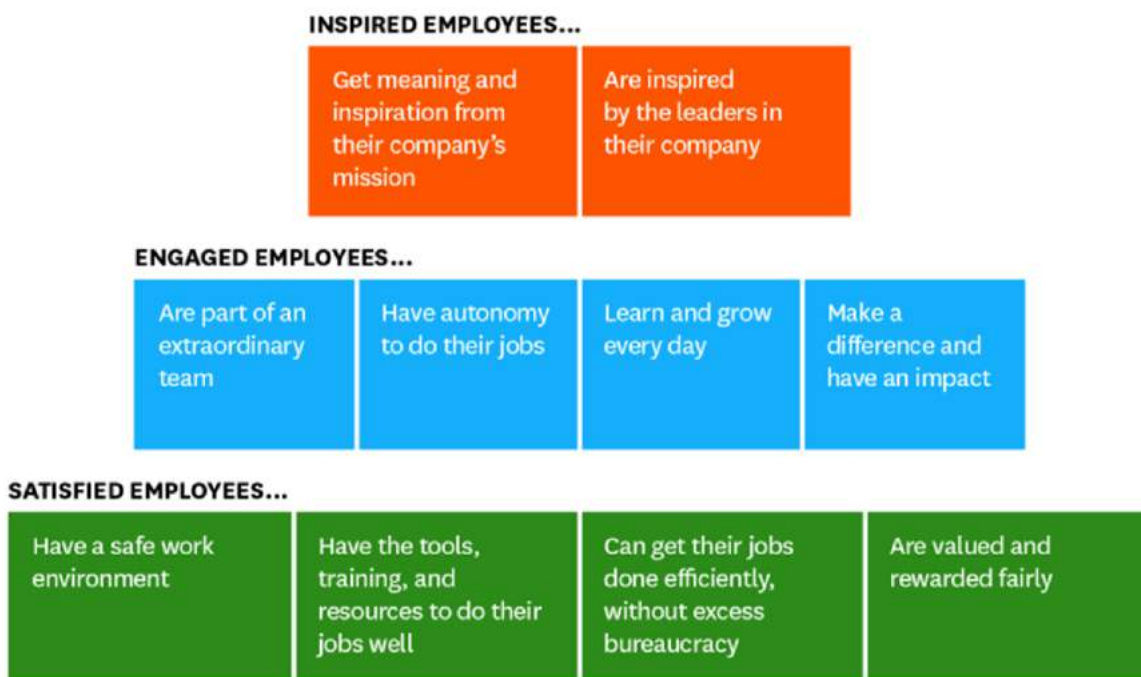 INSPIRED EMPLOYEES...
Get meaning and
inspiration from
their company's
mission
Are inspired
by the leaders in
their company
ENGAGED EMPLOYEES...
Are part of an
extraordinary
team
Have autonomy
to do their jobs
Learn and grow
every day
Make a
difference and
have an impact
SATISFIED EMPLOYEES...
Have a safe work
environment
Have the tools,
training, and
resources to do their
jobs well
Can get their jobs
done efficiently,
without excess
bureaucracy
Are valued and
rewarded fairly